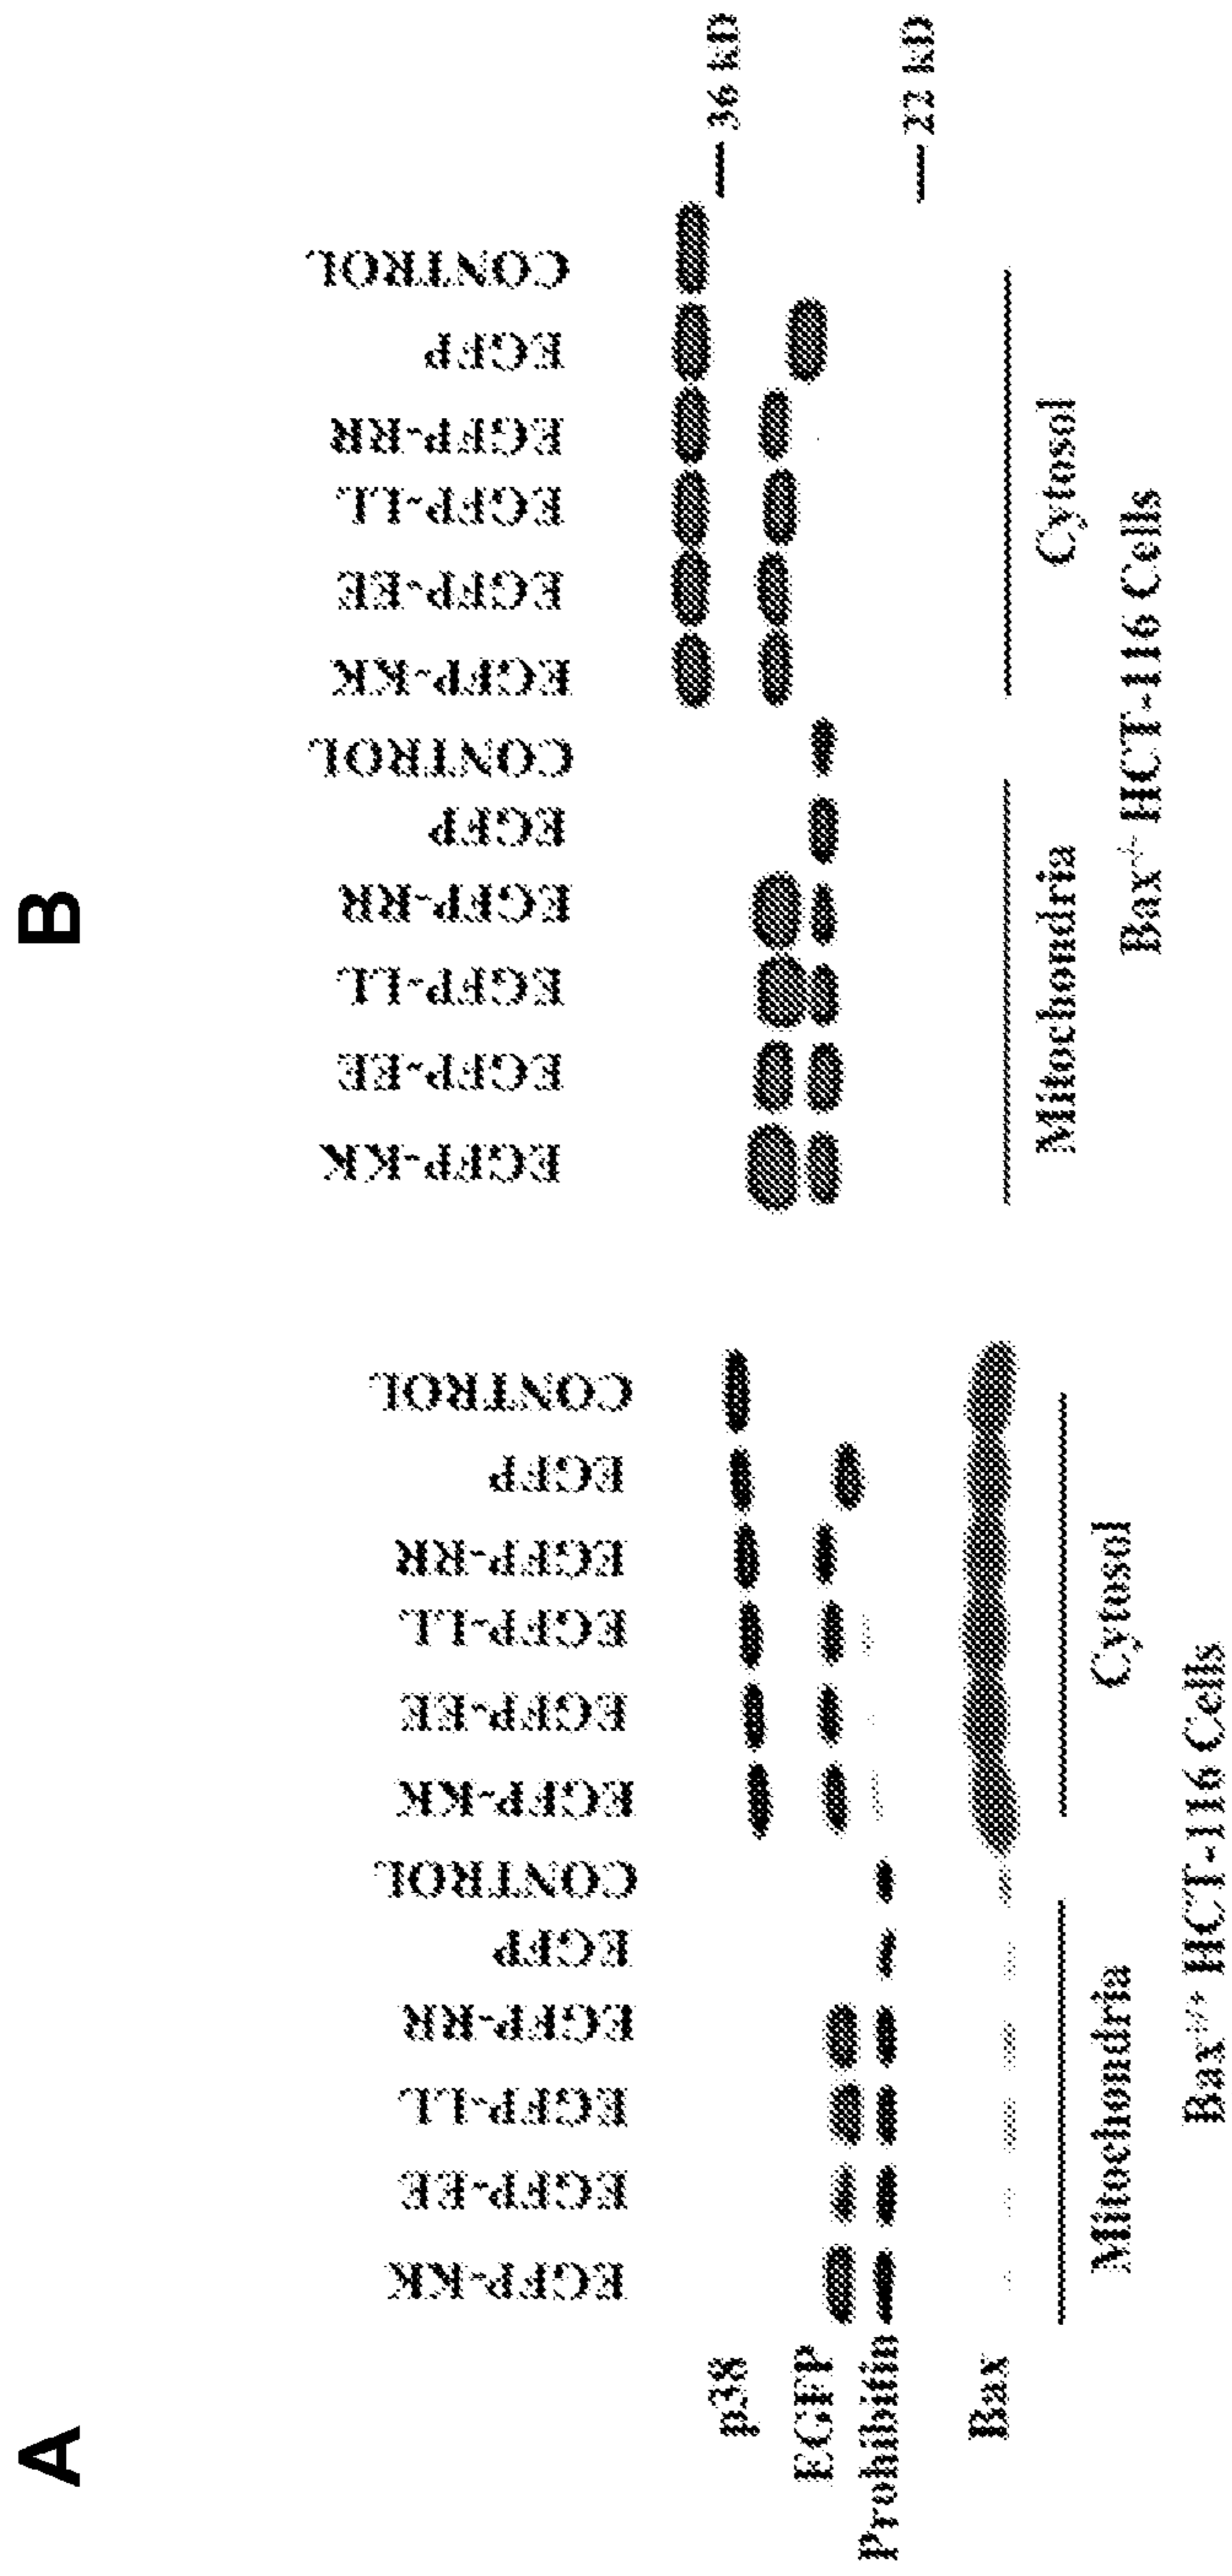 A
B
EGFP-KK
EGFP-EE
EGFP-LL
EGFP-RR
EGFP
CONTROL
EGFP-KK
EGFP-EE
EGFP-LL
EGFP-RR
EGFP
CONTROL
EGFP-KK
EGFP-EE
EGFP-LL
EGFP-RR
EGFP
CONTROL
EGFP-KK
EGFP-EE
EGFP-LL
EGFP-RR
EGFP
CONTROL
p38
EGFP
Prohibitin
Bax
36 kD
22 kD
Mitochondria Cytosol
Mitochondria Cytosol
Bax+/+ HCT-116 Cells
Bax-/- HCT-116 Cells